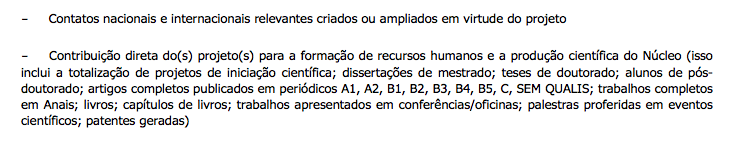 – Contatos nacionais e internacionais relevantes criados ou ampliados em virtude do projeto
– Contribuição direta do(s) projeto(s) para a formação de recursos humanos e a produção científica do Núcleo (isso
inclui a totalização de projetos de iniciação científica; dissertações de mestrado; teses de doutorado; alunos de pós-
doutorado; artigos completos publicados em periódicos A1, A2, B1, B2, B3, B4, B5, C, SEM QUALIS; trabalhos completos
em Anais; livros; capítulos de livros; trabalhos apresentados em conferências/oficinas; palestras proferidas em eventos
científicos; patentes geradas)